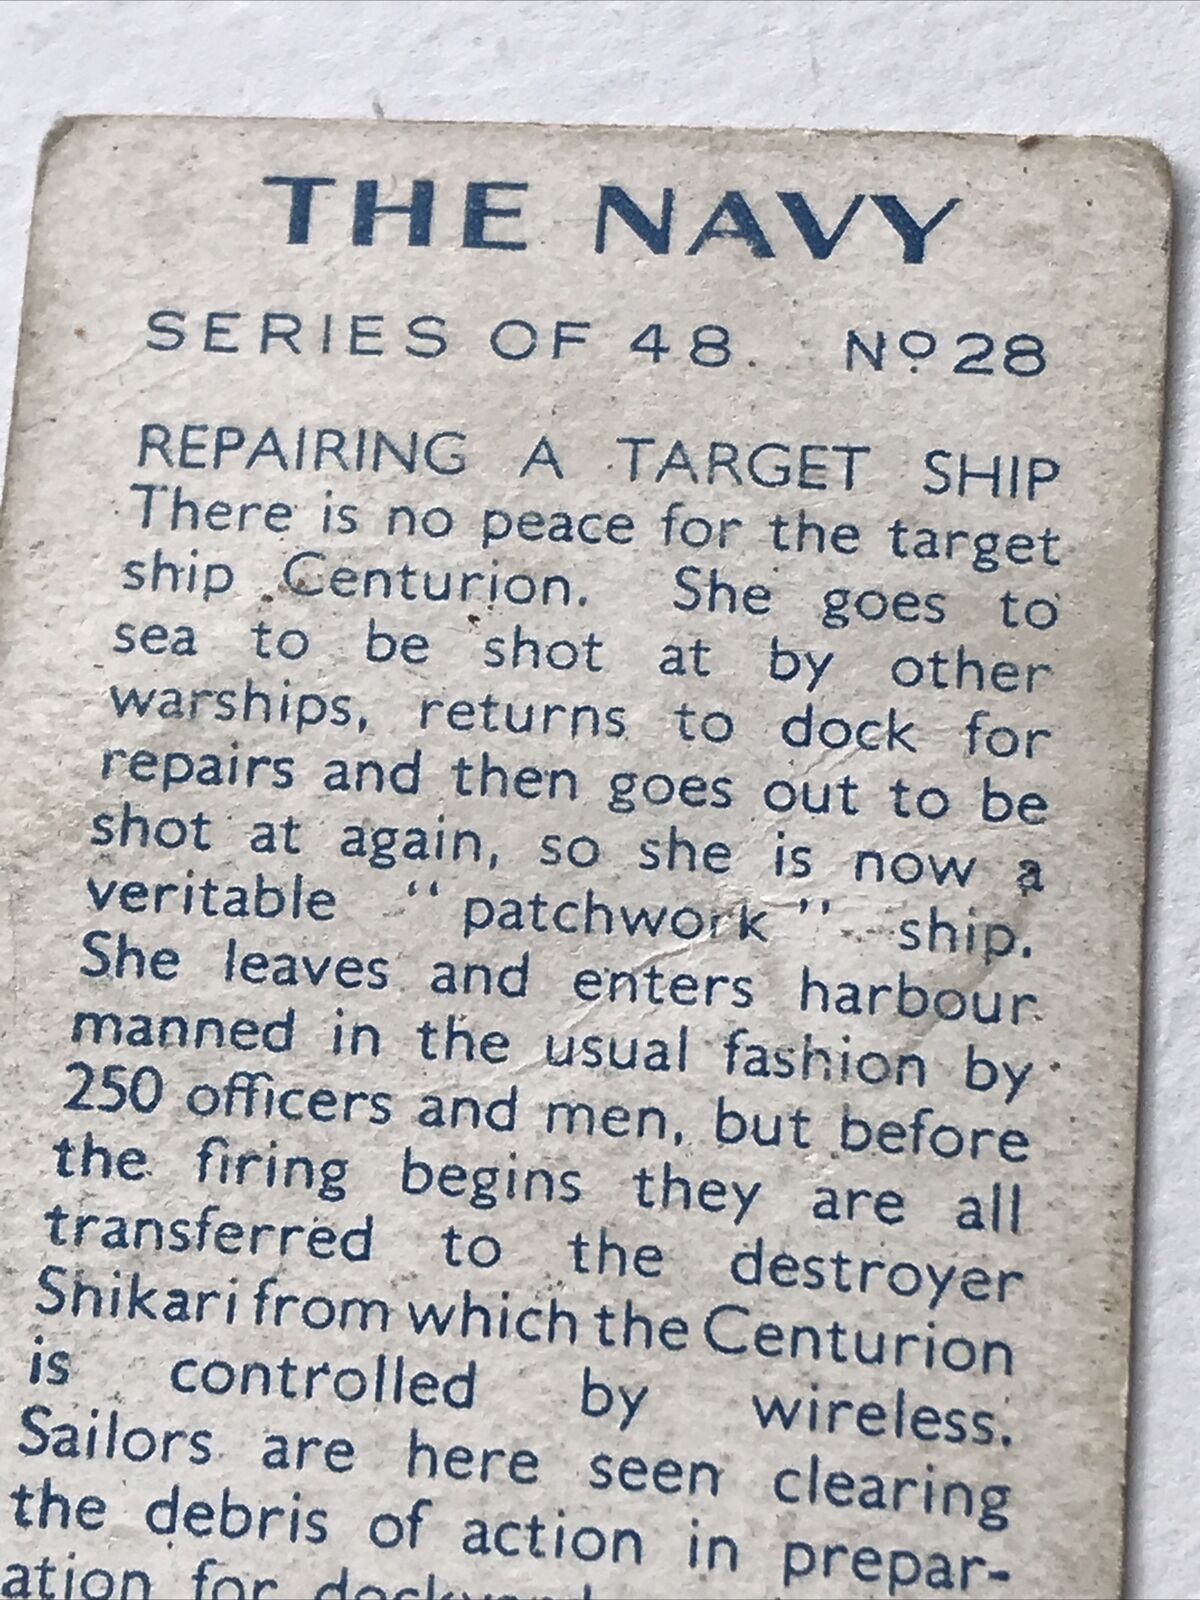 THE NAVY
SERIES OF 48. Nº 28
REPAIRING A TARGET SHIP
There is no peace for the target
ship Centurion. She goes to
sea to be shot at by other
warships, returns to dock for
repairs and then goes out to be
shot at again, so she is now a
veritable "patchwork" ship.
She leaves and enters harbour
manned in the usual fashion by
250 officers and men, but before
the firing begins they are all
transferred to the destroyer
Shikari from which the Centurion
is controlled by wireless.
Sailors are here seen clearing
the debris of action in prepar-
ation for dockyard